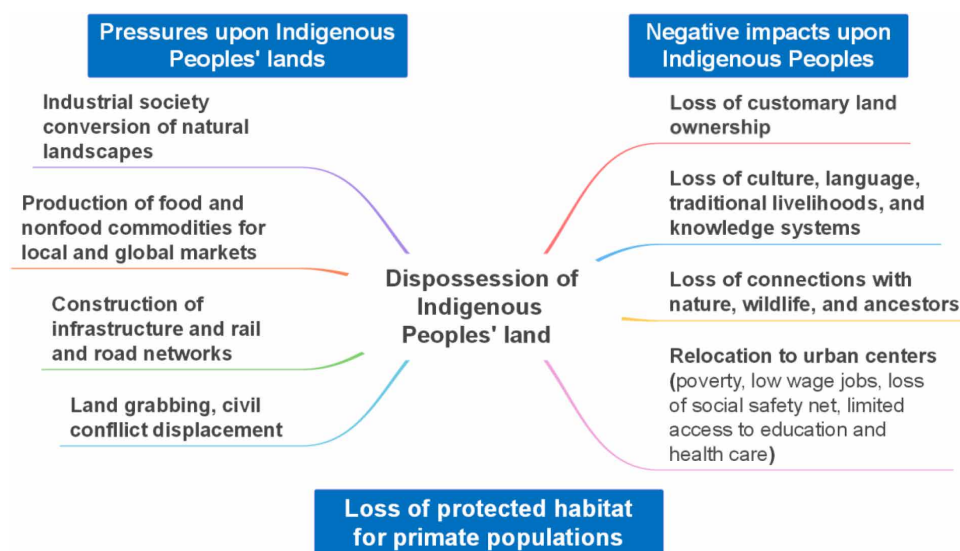 Pressures upon Indigenous
Peoples' lands
Industrial society
conversion of natural
landscapes
Production of food and
nonfood commodities for
local and global markets
Construction of
infrastructure and rail
and road networks
Land grabbing, civil
confllict displacement
Dispossession of
Indigenous
Peoples' land
Negative impacts upon
Indigenous Peoples
Loss of customary land
ownership
Loss of culture, language,
traditional livelihoods, and
knowledge systems
Loss of connections with
nature, wildlife, and ancestors
Relocation to urban centers
(poverty, low wage jobs, loss
of social safety net, limited
access to education and
health care)
Loss of protected habitat
for primate populations